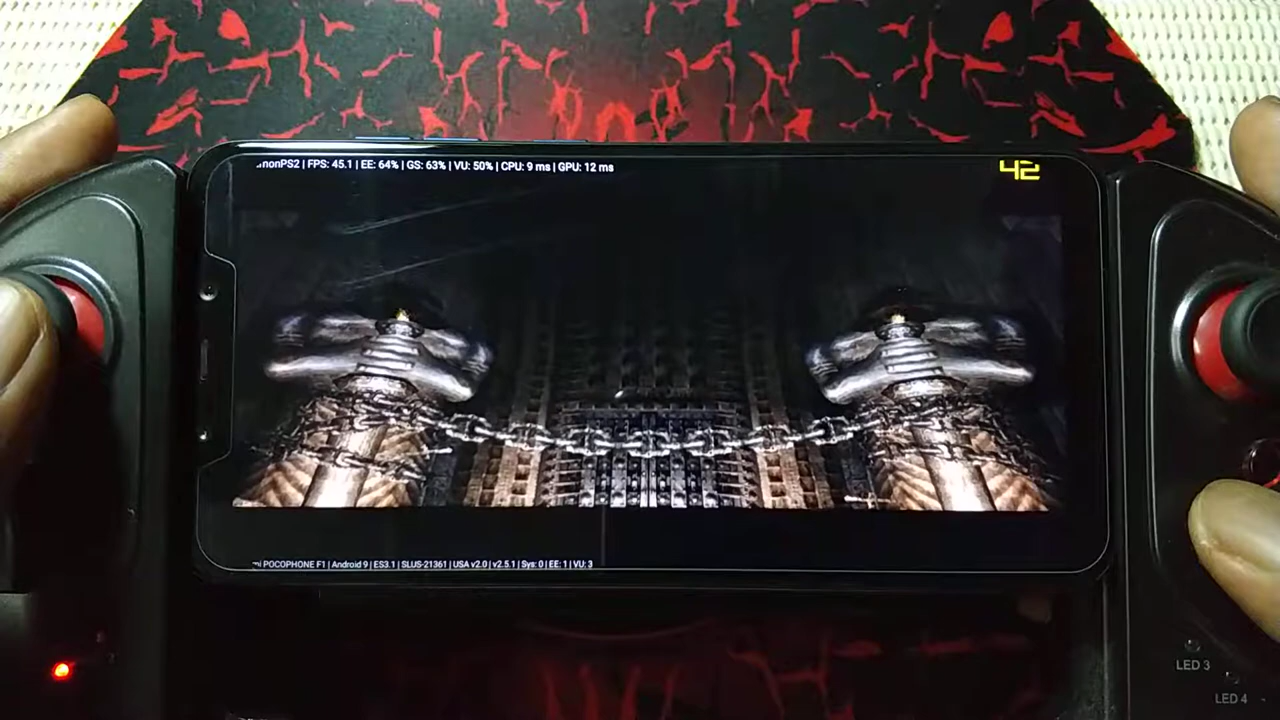 nonPS2 | FPS: 45.1 | EE: 64% | GS: 63% | VU: 50% | CPU: 9 ms | GPU: 12 ms
42
POCOPHONE F1 | Android 9 | ES3.1 | SLUS-21361 | USA v2.0 | v2.5.1 | Sys: 0 | EE: 1 | VU: 3
LED 3
LED 4